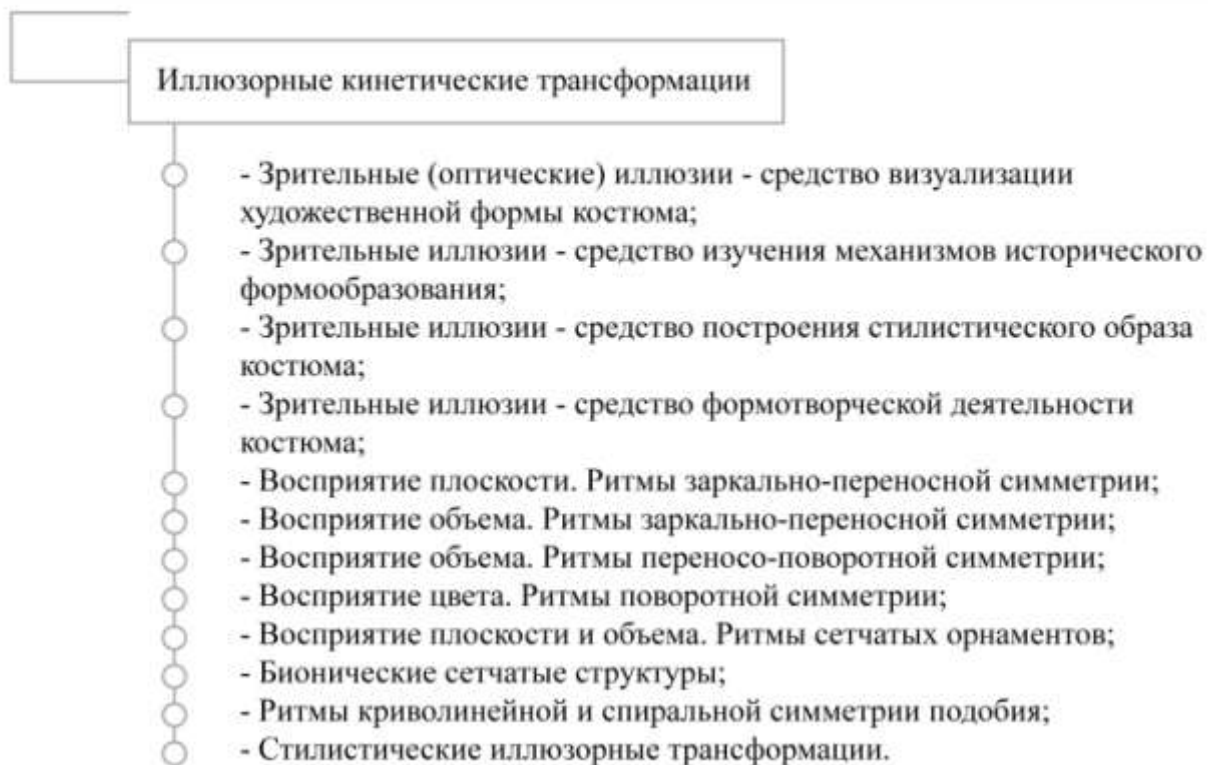 Иллюзорные кинетические трансформации
- Зрительные (оптические) иллюзии - средство визуализации
художественной формы костюма;
- Зрительные иллюзии - средство изучения механизмов исторического
формообразования;
- Зрительные иллюзии - средство построения стилистического образа
костюма;
- Зрительные иллюзии - средство формотворческой деятельности
костюма;
- Восприятие плоскости. Ритмы заркально-переносной симметрии;
- Восприятие объема. Ритмы заркально-переносной симметрии;
- Восприятие объема. Ритмы переносо-поворотной симметрии;
- Восприятие цвета. Ритмы поворотной симметрии;
- Восприятие плоскости и объема. Ритмы сетчатых орнаментов;
- Бионические сетчатые структуры;
- Ритмы криволинейной и спиральной симметрии подобия;
- Стилистические иллюзорные трансформации.